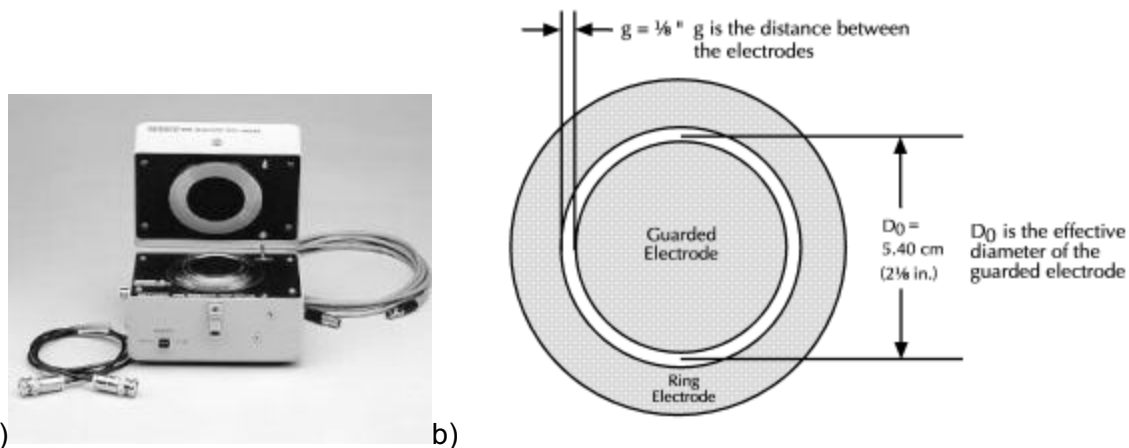 g = ⅛ " g is the distance between
the electrodes
Guarded
Electrode
D0 =
5.40 cm
(2⅛ in.)
D0 is the effective
diameter of the
guarded electrode
Ring
Electrode
)
b)